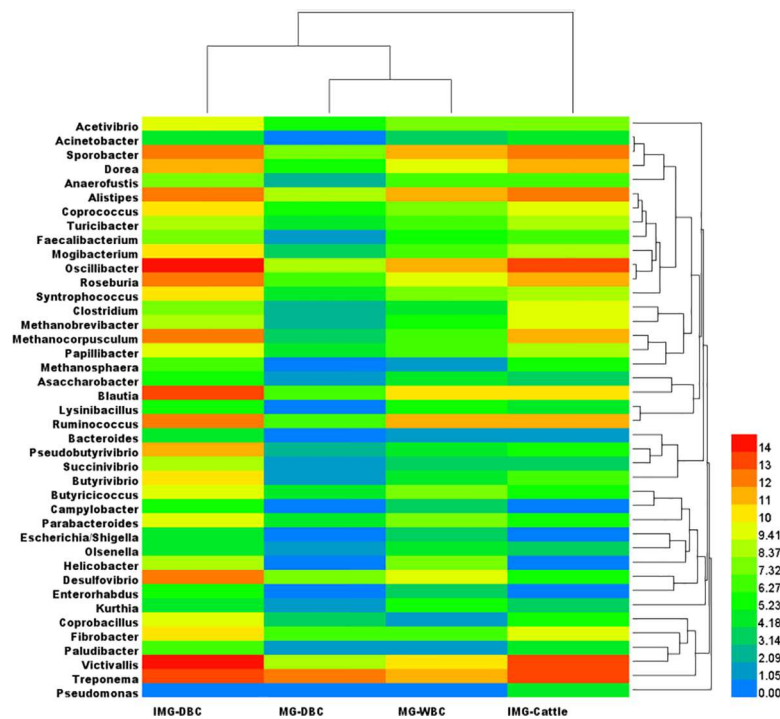 Acetivibrio
Acinetobacter
Sporobacter
Dorea
Anaerofustis
Alistipes
Coprococcus
Turicibacter
Faecalibacterium
Mogibacterium
Oscillibacter
Roseburia
Syntrophococcus
Clostridium
Methanobrevibacter
Methanocorpusculum
Papillibacter
Methanosphaera
Asaccharobacter
Blautia
Lysinibacillus
Ruminococcus
Bacteroides
Pseudobutyrivibrio
Succinivibrio
Butyrivibrio
Butyricicoccus
Campylobacter
Parabacteroides
Escherichia/Shigella
Olsenella
Helicobacter
Desulfovibrio
Enterorhabdus
Kurthia
Coprobacillus
Fibrobacter
Paludibacter
Victivallis
Treponema
Pseudomonas
IMG-DBC MG-DBC MG-WBC IMG-Cattle
14
13
12
11
10
9.41
8.37
7.32
6.27
5.23
4.18
3.14
2.09
1.05
0.00